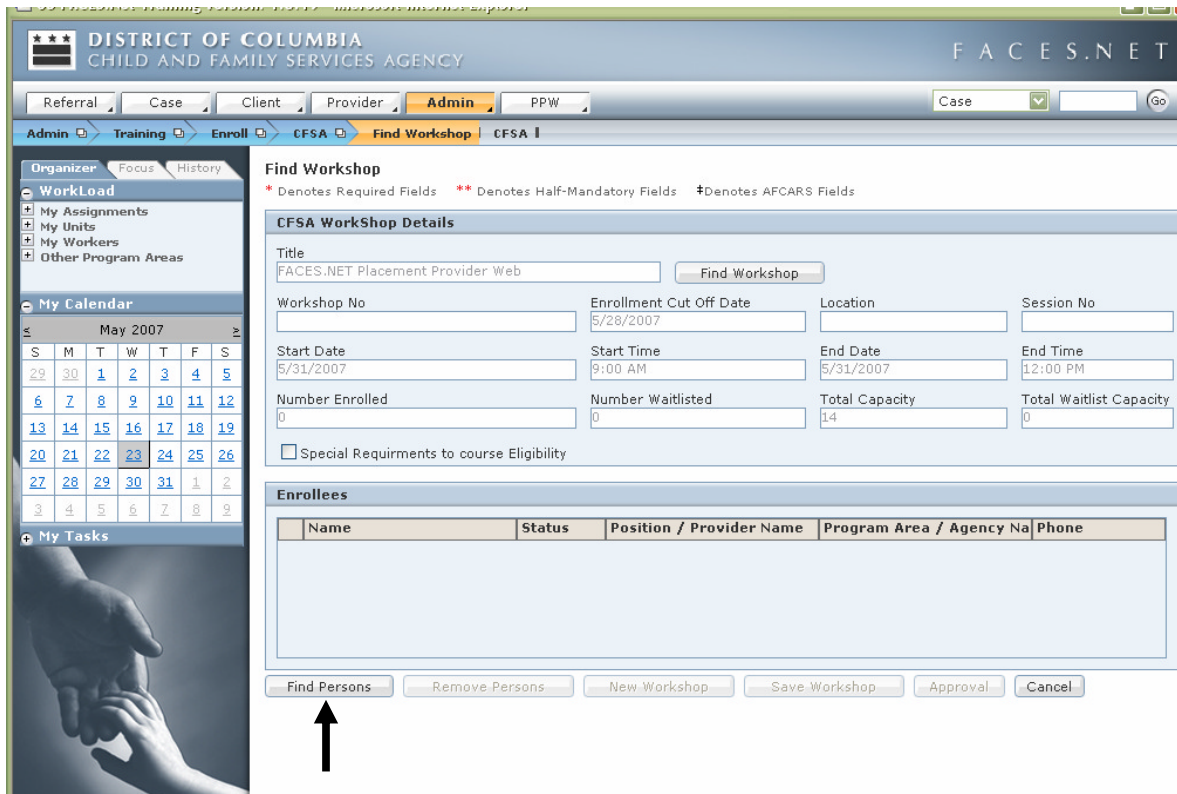 DISTRICT OF COLUMBIA
CHILD AND FAMILY SERVICES AGENCY
FACES.NET
Referral Case Client Provider Admin PPW Case Go
Admin Training Enroll CFSA Find Workshop CFSA
Organizer Focus History
WorkLoad
My Assignments
My Units
My Workers
Other Program Areas
My Calendar
< May 2007 >
S M T W T F S
29 30 1 2 3 4 5
6 7 8 9 10 11 12
13 14 15 16 17 18 19
20 21 22 23 24 25 26
27 28 29 30 31 1 2
3 4 5 6 7 8 9
My Tasks
Find Workshop
* Denotes Required Fields ** Denotes Half-Mandatory Fields ‡Denotes AFCARS Fields
CFSA WorkShop Details
Title
FACES.NET Placement Provider Web Find Workshop
Workshop No Enrollment Cut Off Date Location Session No
5/28/2007
Start Date Start Time End Date End Time
5/31/2007 9:00 AM 5/31/2007 12:00 PM
Number Enrolled Number Waitlisted Total Capacity Total Waitlist Capacity
0 0 14 0
Special Requirments to course Eligibility
Enrollees
Name Status Position / Provider Name Program Area / Agency Na Phone
Find Persons Remove Persons New Workshop Save Workshop Approval Cancel